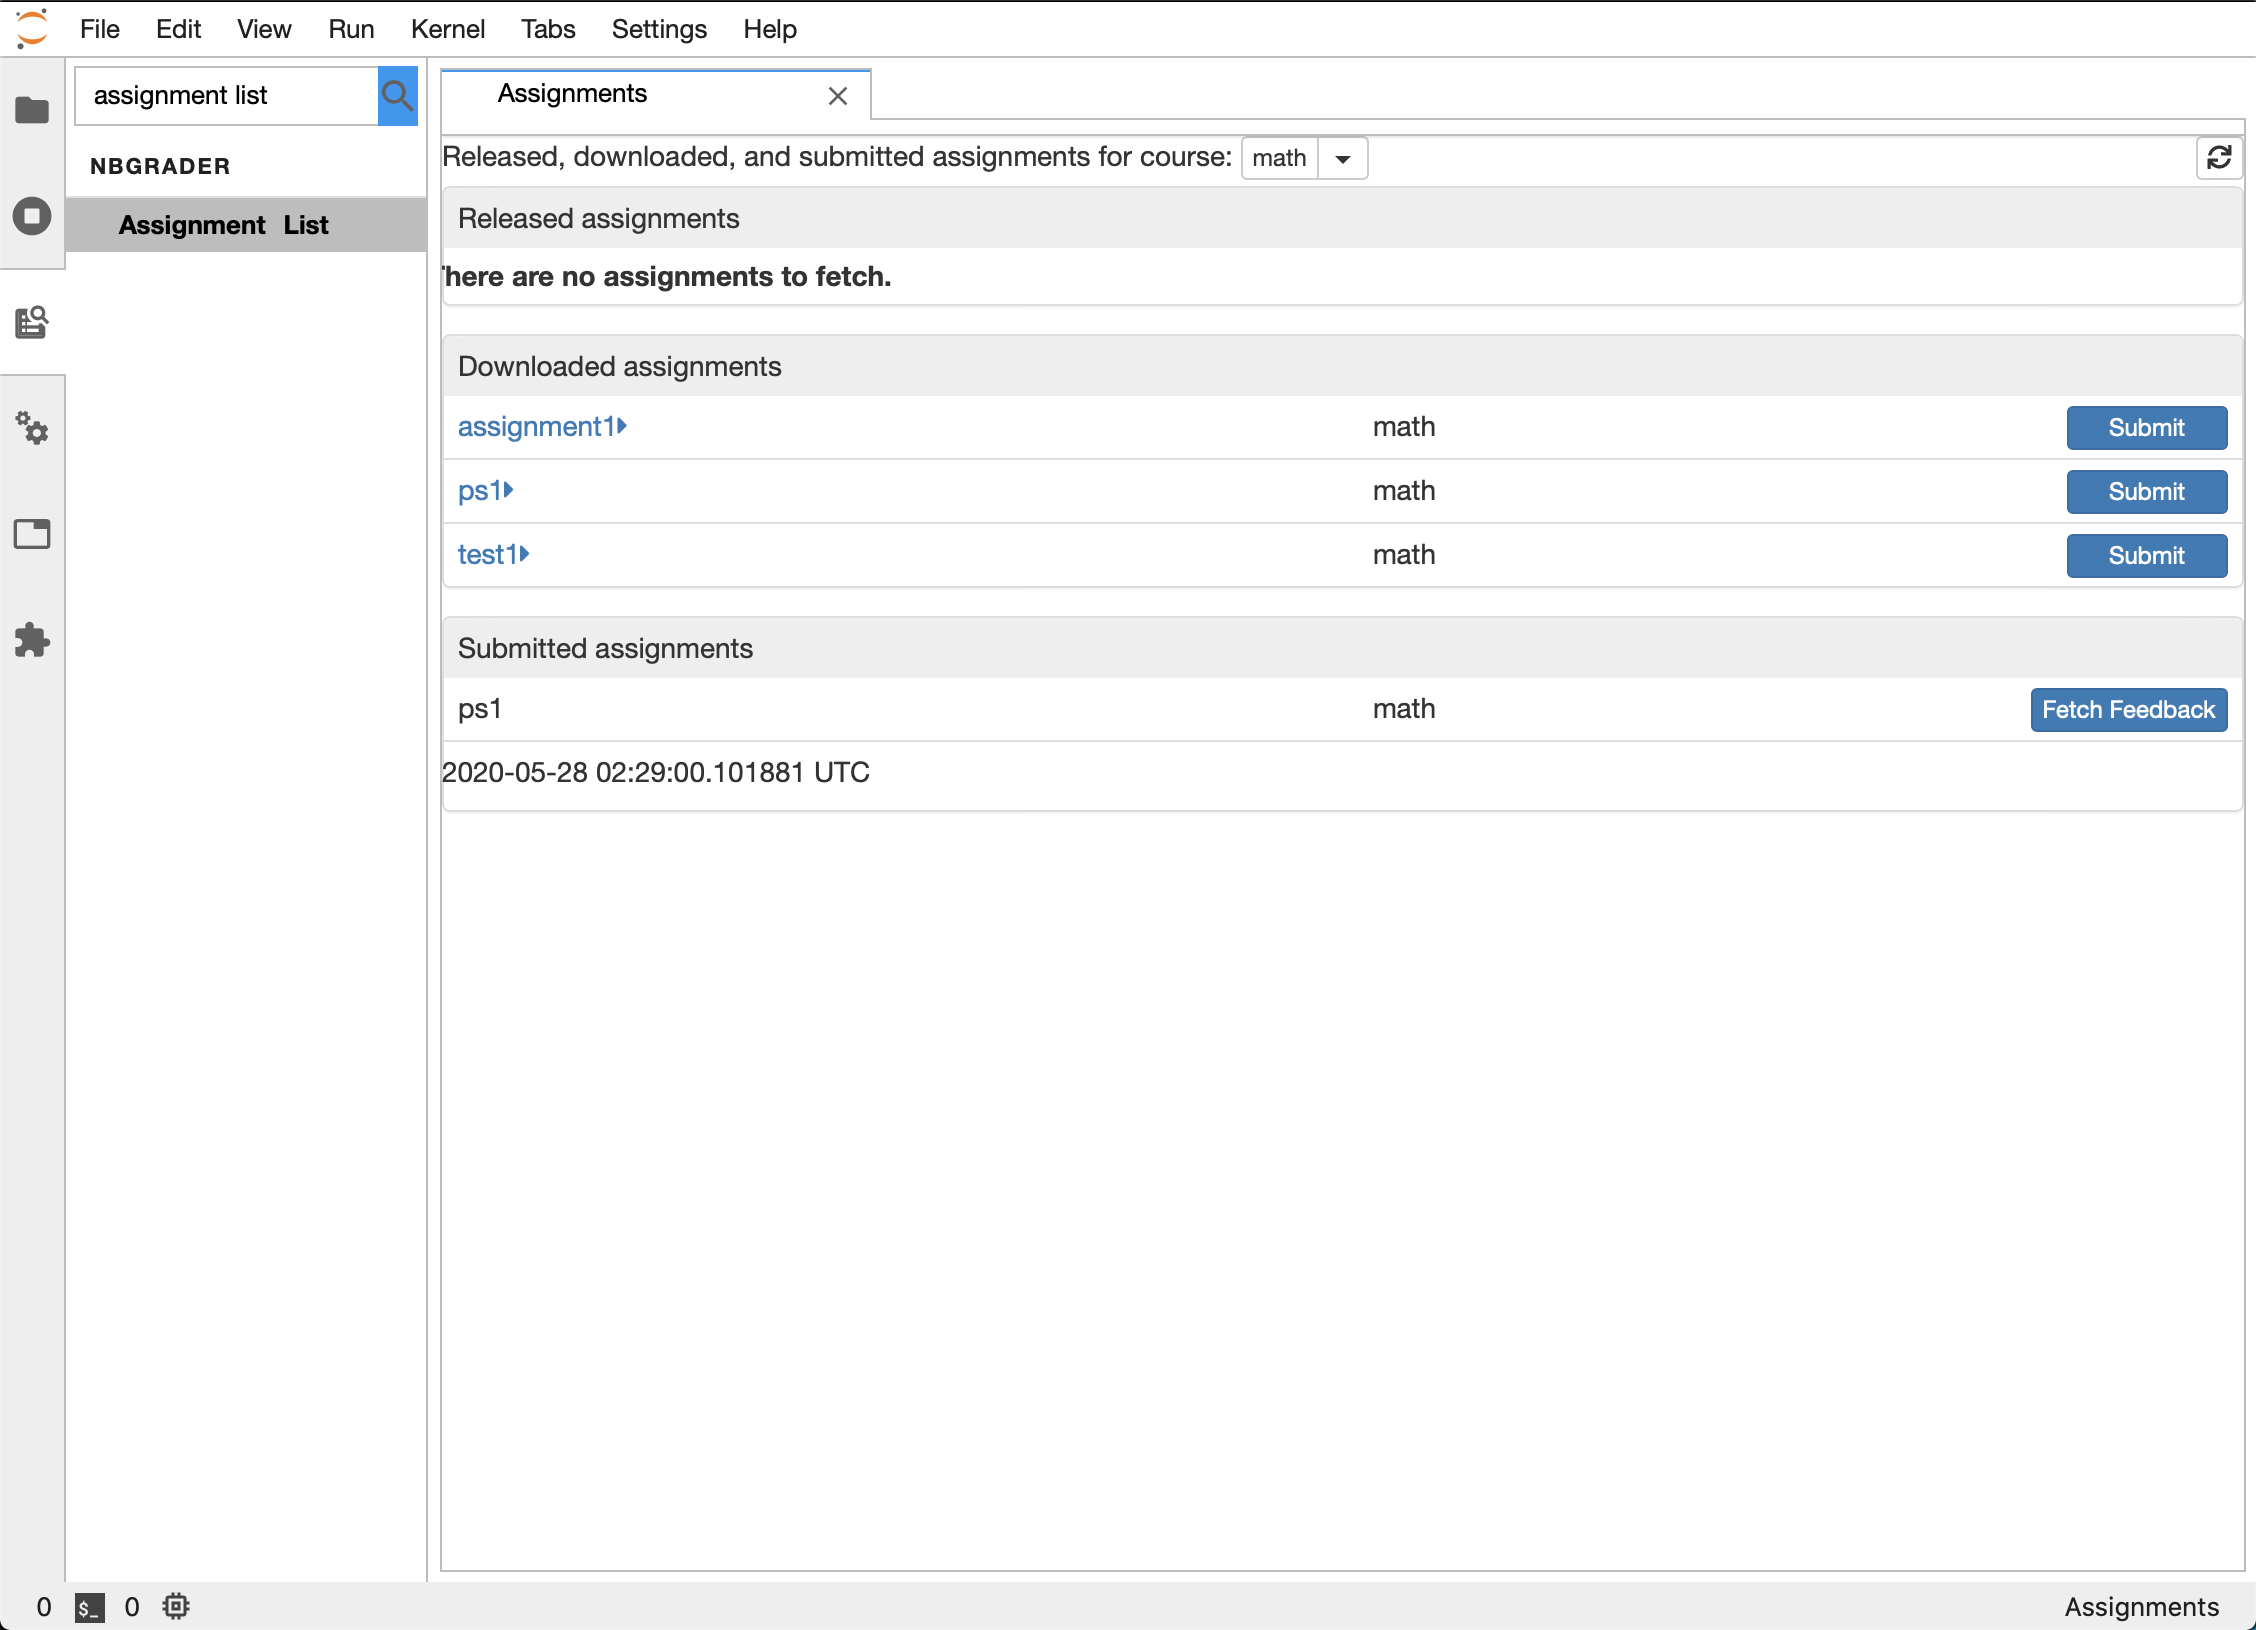 File Edit View Run Kernel Tabs Settings Help
assignment list
NBGRADER
Assignment List
Assignments
Released, downloaded, and submitted assignments for course: math
Released assignments
here are no assignments to fetch.
Downloaded assignments
assignment1 math Submit
ps1 math Submit
test1 math Submit
Submitted assignments
ps1 math Fetch Feedback
2020-05-28 02:29:00.101881 UTC
0 $_ 0 Assignments